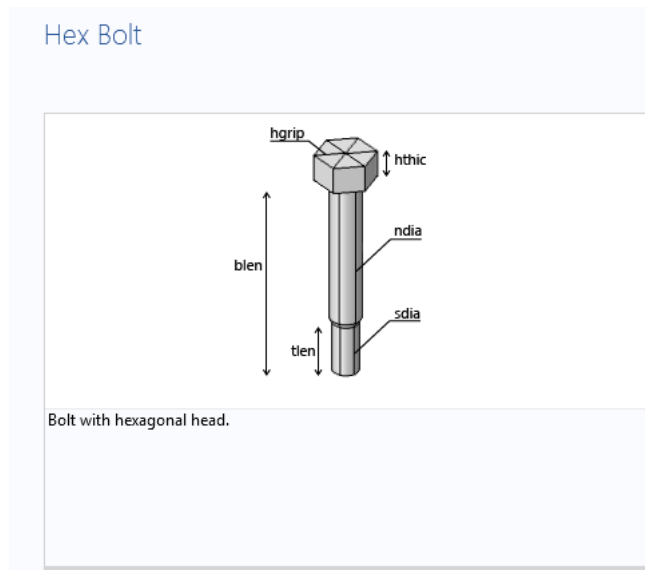 Hex Bolt
hgrip
hthic
ndia
blen
sdia
tlen
Bolt with hexagonal head.